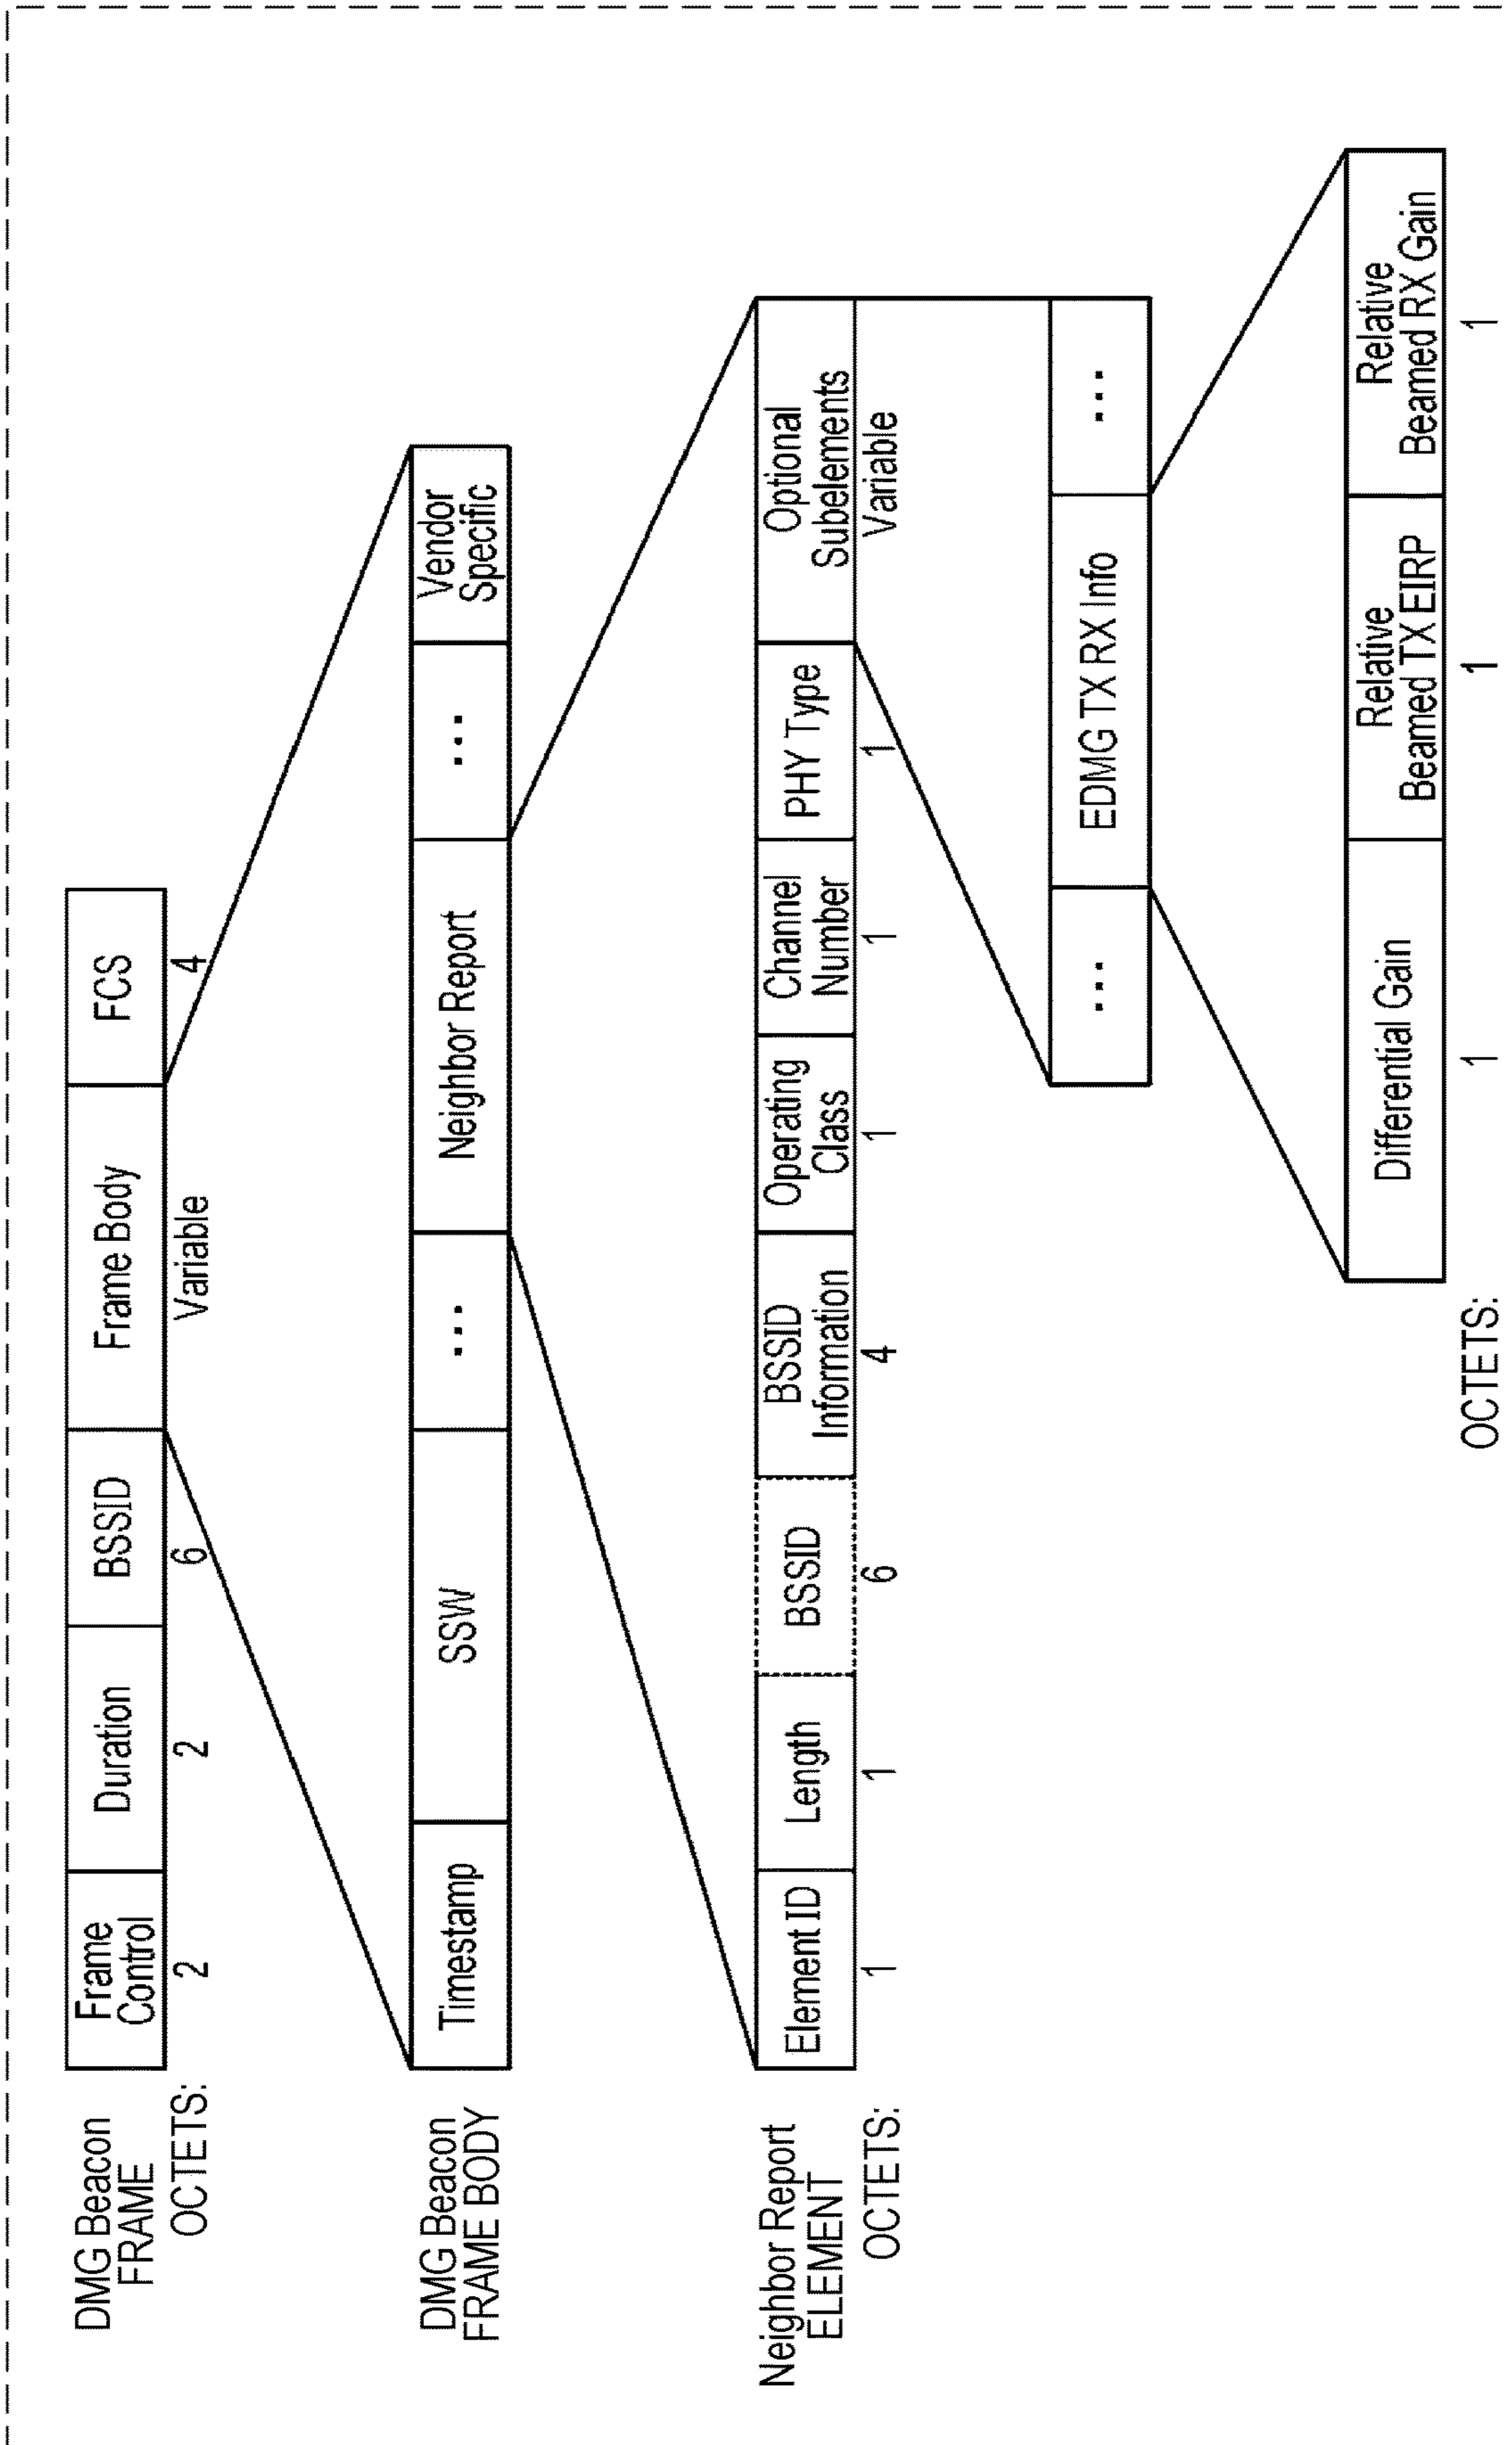 DMG Beacon
FRAME
Frame
Control
Duration
BSSID
Frame Body
FCS
OCTETS:
2
2
6
Variable
4
DMG Beacon
FRAME BODY
Timestamp
SSW
...
Neighbor Report
...
Vendor
Specific
Neighbor Report
ELEMENT
Element ID
Length
BSSID
BSSID
Information
Operating
Class
Channel
Number
PHY Type
Optional
Subelements
OCTETS:
1
1
6
4
1
1
1
Variable
...
EDMG TX RX Info
...
Differential Gain
Relative
Beamed TX EIRP
Relative
Beamed RX Gain
OCTETS:
1
1
1